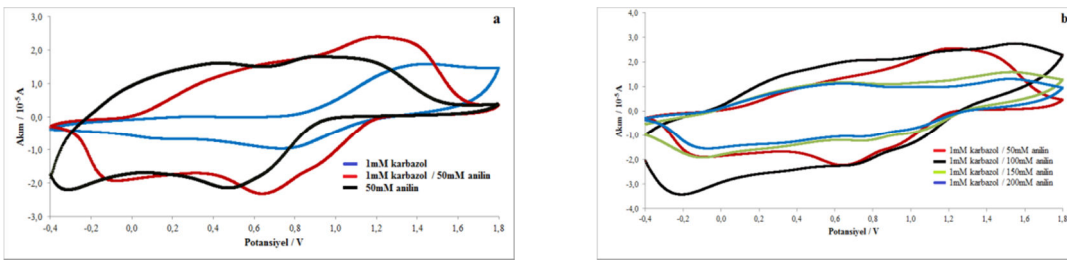 a
3,0
2,0
1,0
0,0
-1,0
-2,0
-3,0
Akım / 10⁻⁵ A
1mM karbazol
1mM karbazol / 50mM anilin
50mM anilin
-0,4 -0,2 0,0 0,2 0,4 0,6 0,8 1,0 1,2 1,4 1,6 1,8
Potansiyel / V
b
4,0
3,0
2,0
1,0
0,0
-1,0
-2,0
-3,0
-4,0
Akım / 10⁻⁵ A
1mM karbazol / 50mM anilin
1mM karbazol / 100mM anilin
1mM karbazol / 150mM anilin
1mM karbazol / 200mM anilin
-0,4 -0,2 0,0 0,2 0,4 0,6 0,8 1,0 1,2 1,4 1,6 1,8
Potansiyel / V